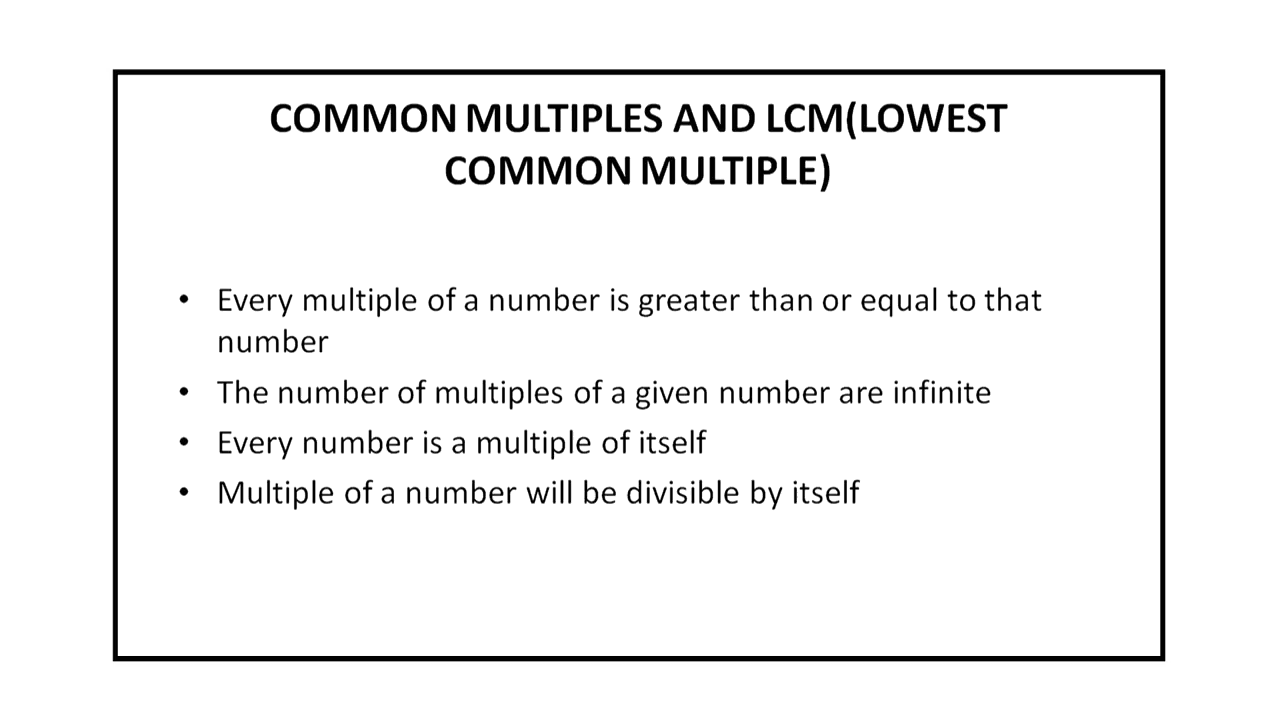 COMMON MULTIPLES AND LCM(LOWEST
COMMON MULTIPLE)
• Every multiple of a number is greater than or equal to that
number
• The number of multiples of a given number are infinite
• Every number is a multiple of itself
• Multiple of a number will be divisible by itself